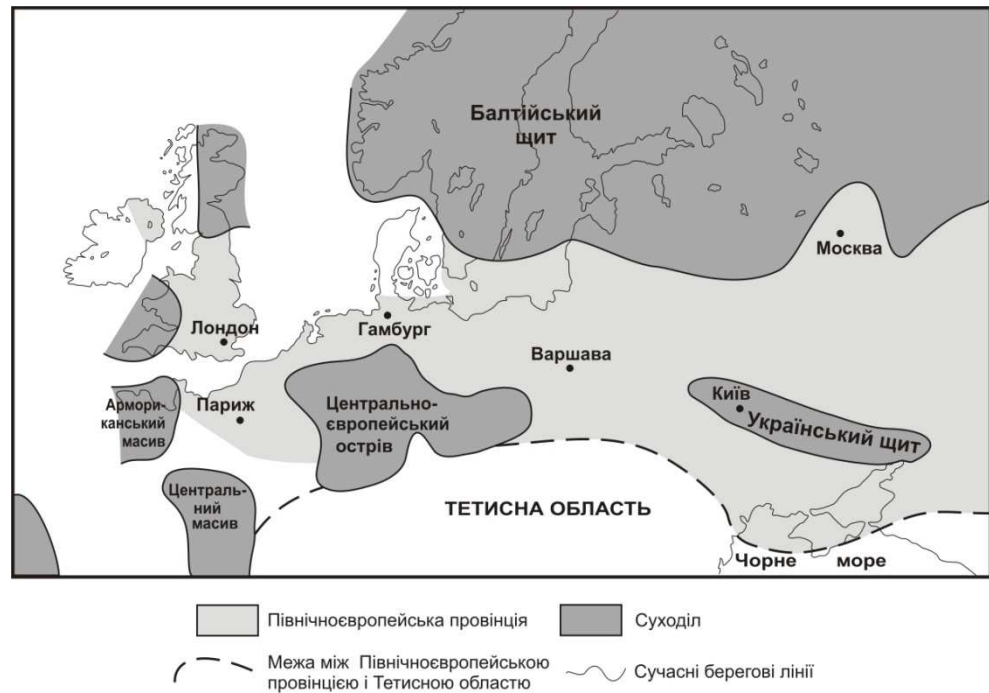 Балтійський
щит
Москва
Лондон
Гамбург
Варшава
Київ
Український щит
Армори-
канський
масив
Париж
Центрально-
європейський
острів
Централь-
ний
масив
ТЕТИСНА ОБЛАСТЬ
Чорне море
Північноєвропейська провінція
Суходіл
Межа між Північноєвропейською
провінцією і Тетисною областю
Сучасні берегові лінії